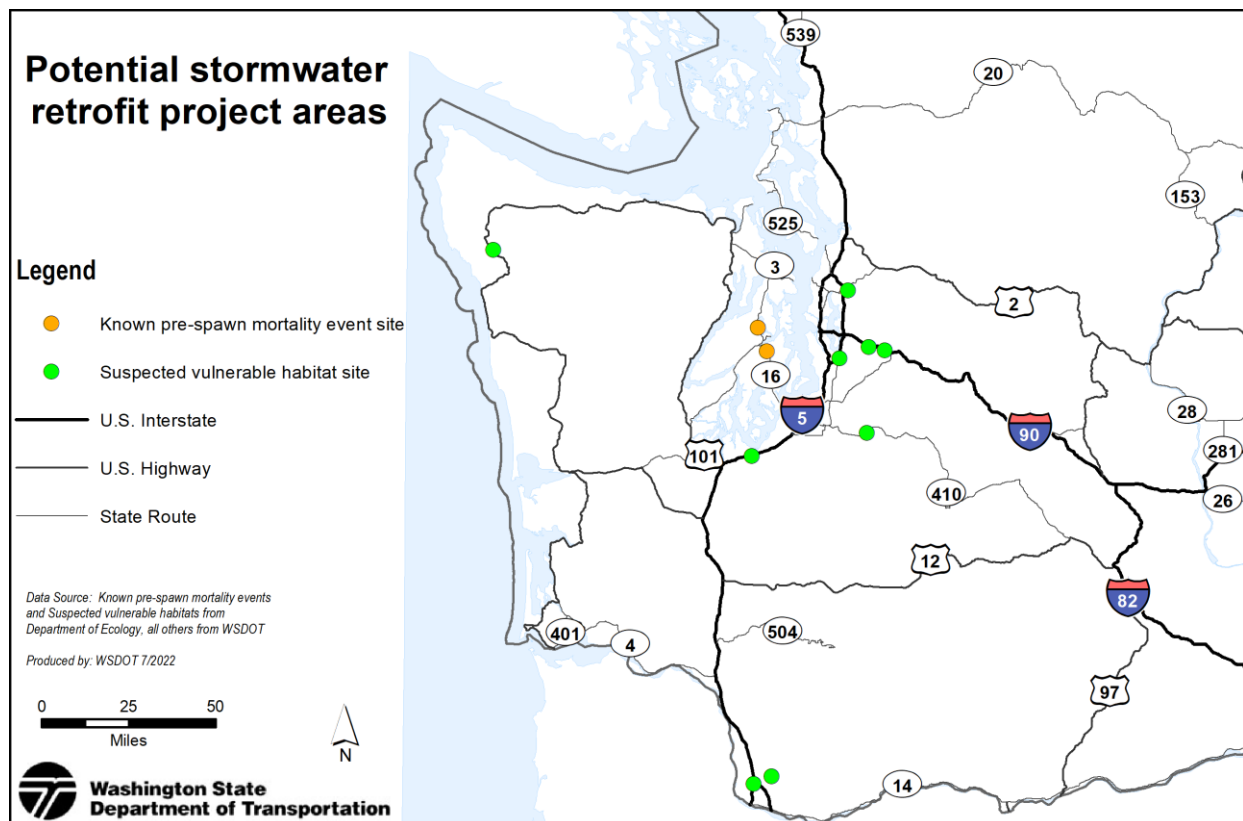 Potential stormwater
retrofit project areas
Legend
Known pre-spawn mortality event site
Suspected vulnerable habitat site
U.S. Interstate
U.S. Highway
State Route
Data Source: Known pre-spawn mortality events
and Suspected vulnerable habitats from
Department of Ecology, all others from WSDOT
Produced by: WSDOT 7/2022
0 25 50
Miles
N
Washington State
Department of Transportation
539
20
153
525
3
2
16
5
28
90
101
281
410
26
12
82
401
4
504
97
14